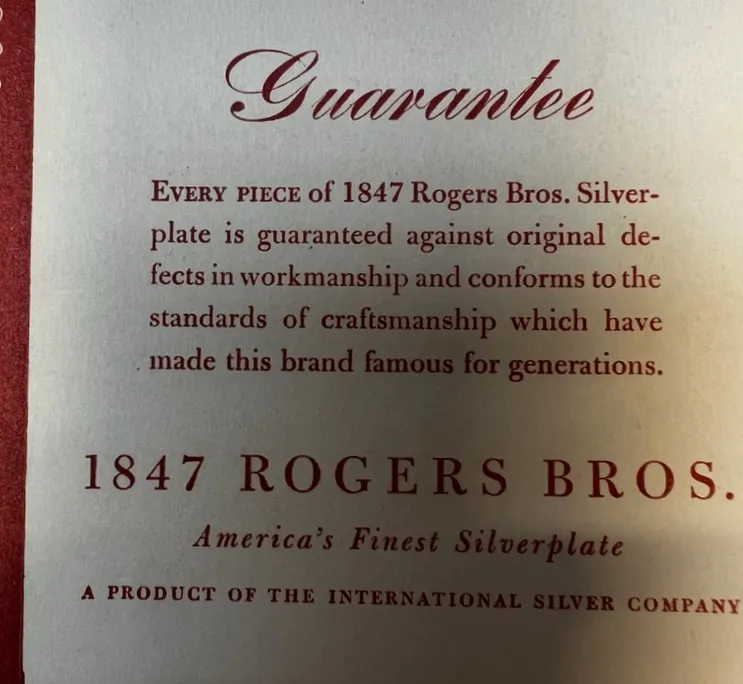 Guarantee
EVERY PIECE of 1847 Rogers Bros. Silver-
plate is guaranteed against original de-
fects in workmanship and conforms to the
standards of craftsmanship which have
made this brand famous for generations.
1847 ROGERS BROS.
America's Finest Silverplate
A PRODUCT OF THE INTERNATIONAL SILVER COMPANY